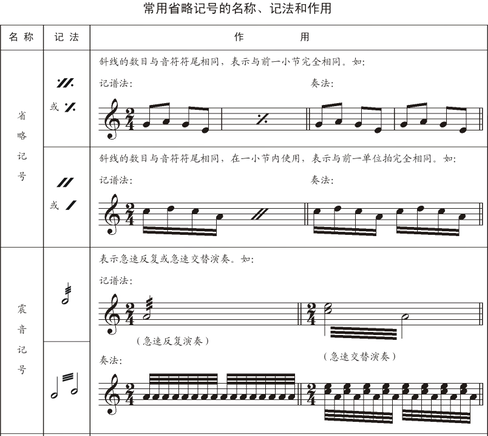 常用省略记号的名称、记法和作用
名 称 记 法 作 用
省略记号
斜线的数目与音符符尾相同，表示与前一小节完全相同。如：
记谱法： 奏法：
或
斜线的数目与音符符尾相同，在一小节内使用，表示与前一单位拍完全相同。如：
记谱法： 奏法：
或
震音记号
表示急速反复或急速交替演奏。如：
记谱法：
（急速反复演奏） （急速交替演奏）
奏法：